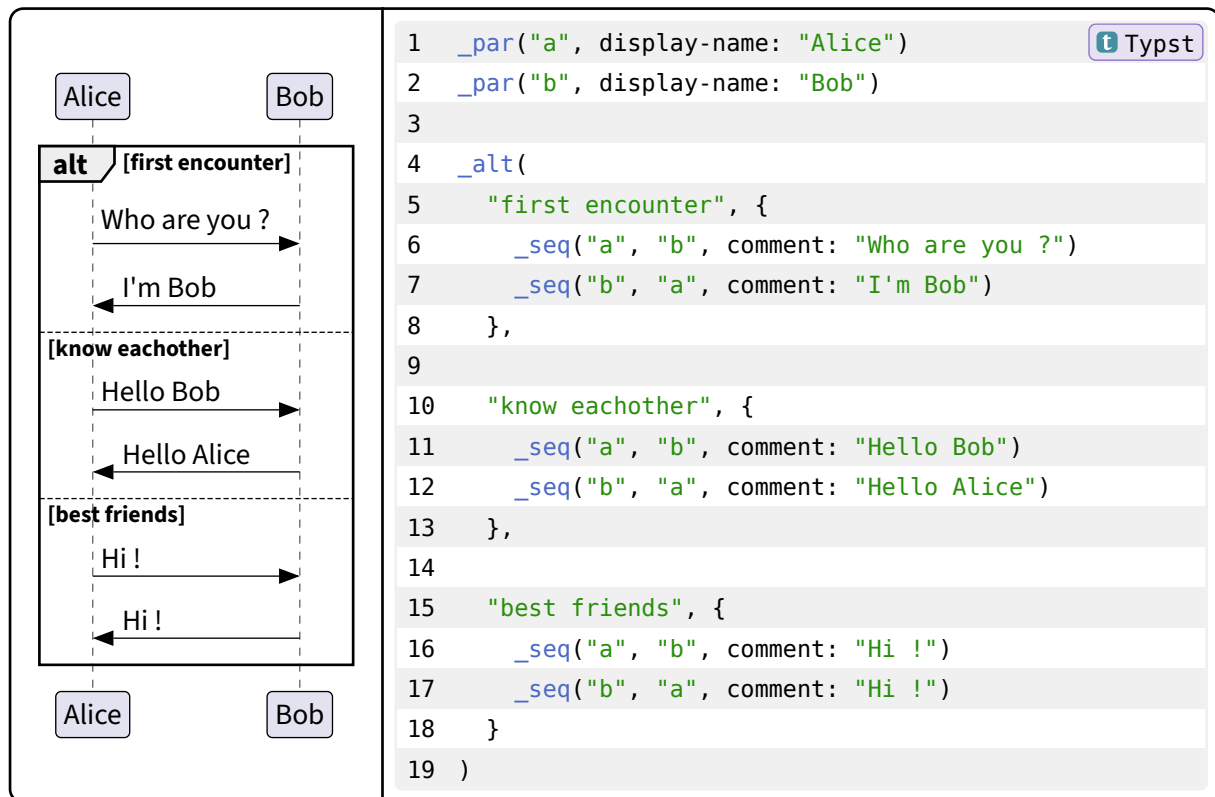 Alice Bob
alt [first encounter]
Who are you ?
I'm Bob
[know eachother]
Hello Bob
Hello Alice
[best friends]
Hi !
Hi !
Alice Bob
t Typst
1 _par("a", display-name: "Alice")
2 _par("b", display-name: "Bob")
3
4 _alt(
5   "first encounter", {
6     _seq("a", "b", comment: "Who are you ?")
7     _seq("b", "a", comment: "I'm Bob")
8   },
9
10   "know eachother", {
11     _seq("a", "b", comment: "Hello Bob")
12     _seq("b", "a", comment: "Hello Alice")
13   },
14
15   "best friends", {
16     _seq("a", "b", comment: "Hi !")
17     _seq("b", "a", comment: "Hi !")
18   }
19 )